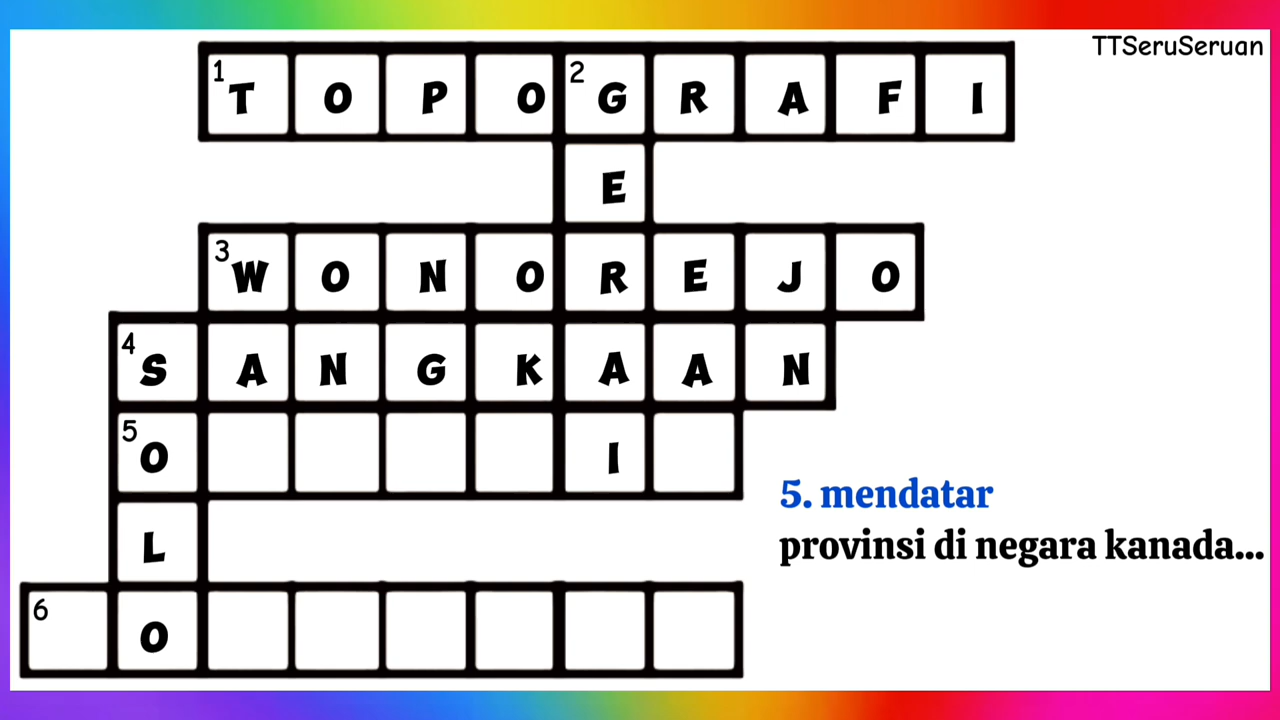 TTSeruSeruan
1 T O P O 2 G R A F I
E
3 W O N O R E J O
4 S A N G K A A N
5 O I
L
6 O
5. mendatar
provinsi di negara kanada...